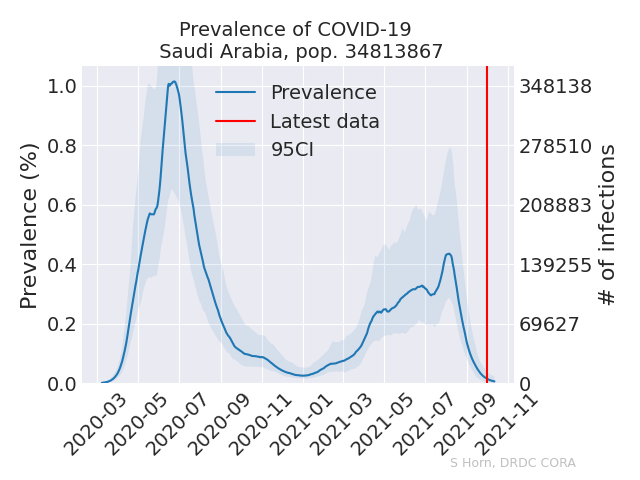 Prevalence of COVID-19
Saudi Arabia, pop. 34813867
Prevalence (%)
1.0
0.8
0.6
0.4
0.2
0.0
Prevalence
Latest data
95CI
348138
278510
208883
139255
69627
0
# of infections
2020-03
2020-05
2020-07
2020-09
2020-11
2021-01
2021-03
2021-05
2021-07
2021-09
2021-11
S Horn, DRDC CORA